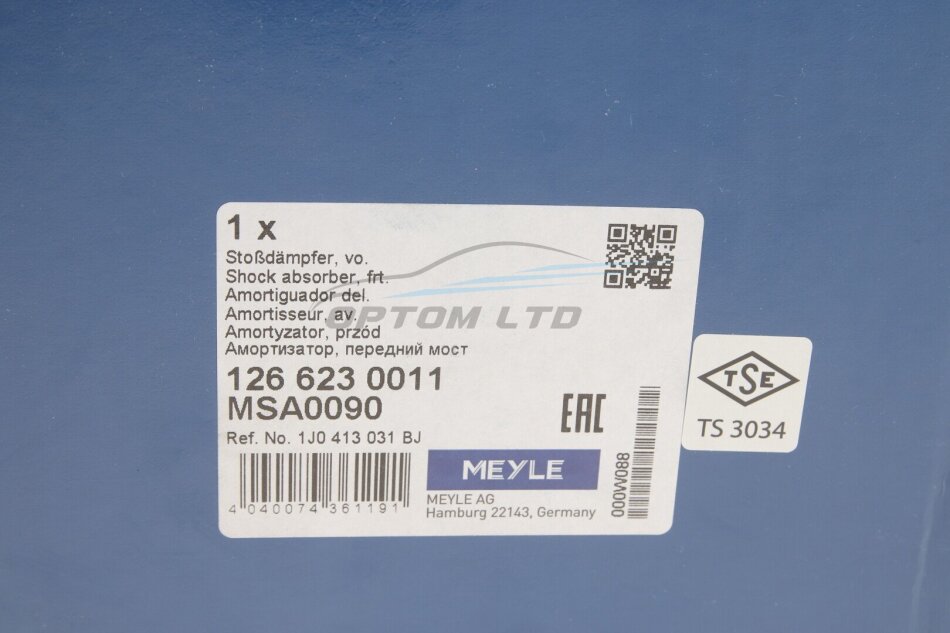 1 x
Stoßdämpfer, vo.
Shock absorber, frt.
Amortiguador del.
Amortisseur, av.
Amortyzator, przód
Амортизатор, передний мост
OPTOM LTD
126 623 0011
MSA0090
EAC
Ref. No. 1J0 413 031 BJ
MEYLE
4 040074 361191
MEYLE AG
Hamburg 22143, Germany
000W088
TSE
TS 3034